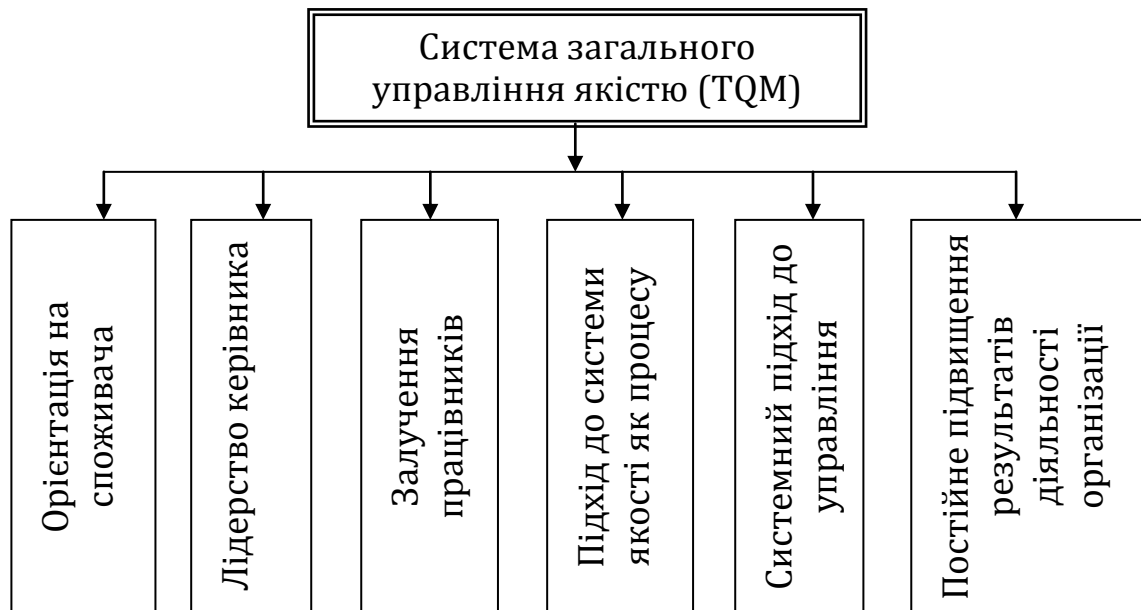 Система загального
управління якістю (TQM)
Орієнтація на
споживача
Лідерство керівника
Залучення
працівників
Підхід до системи
якості як процесу
Системний підхід до
управління
Постійне підвищення
результатів
діяльності
організації